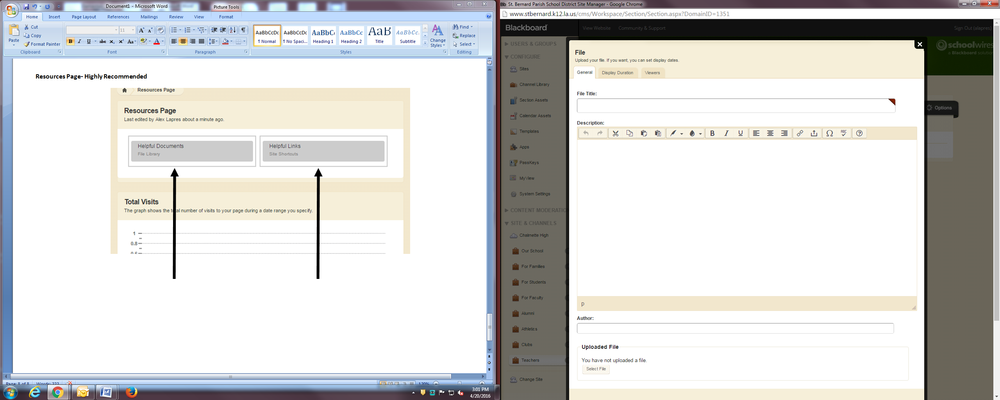 Document1 - Microsoft Word
Picture Tools
Home Insert Page Layout References Mailings Review View Format
Paste
Cut
Copy
Format Painter
Clipboard
11
Font
Paragraph
AaBbCcDc AaBbCcDc AaBbC AaBbCc AaB AaBbCc.
¶ Normal ¶ No Spaci... Heading 1 Heading 2 Title Subtitle
Change Styles
Styles
Find
Replace
Select
Editing
Resources Page- Highly Recommended
Resources Page
Resources Page
Last edited by Alex Lapres about a minute ago.
Helpful Documents
File Library
Helpful Links
Site Shortcuts
Total Visits
The graph shows the total number of visits to your page during a date range you specify.
1
0.8
0.6
Page: 8 of 8 Words: 222
120%
3:01 PM
4/20/2016
Bb St. Bernard Parish School District Site Manager - Google Chrome
www.stbernard.k12.la.us/cms/Workspace/Section/Section.aspx?DomainID=1351
Blackboard
View Website Community & Support Sign Out (alapres)
schoolwires
a Blackboard solution
USERS & GROUPS
CONFIGURE
Sites
Channel Library
Section Assets
Calendar Assets
Templates
Apps
PassKeys
MyView
System Settings
CONTENT MODERATIO
SITE & CHANNELS
Chalmette High
Our School
For Families
For Students
For Faculty
Alumni
Athletics
Clubs
Teachers
Change Site
Options
File
Upload your file. If you want, you can set display dates.
General Display Duration Viewers
File Title:
Description:
p
Author:
Uploaded File
You have not uploaded a file.
Select File